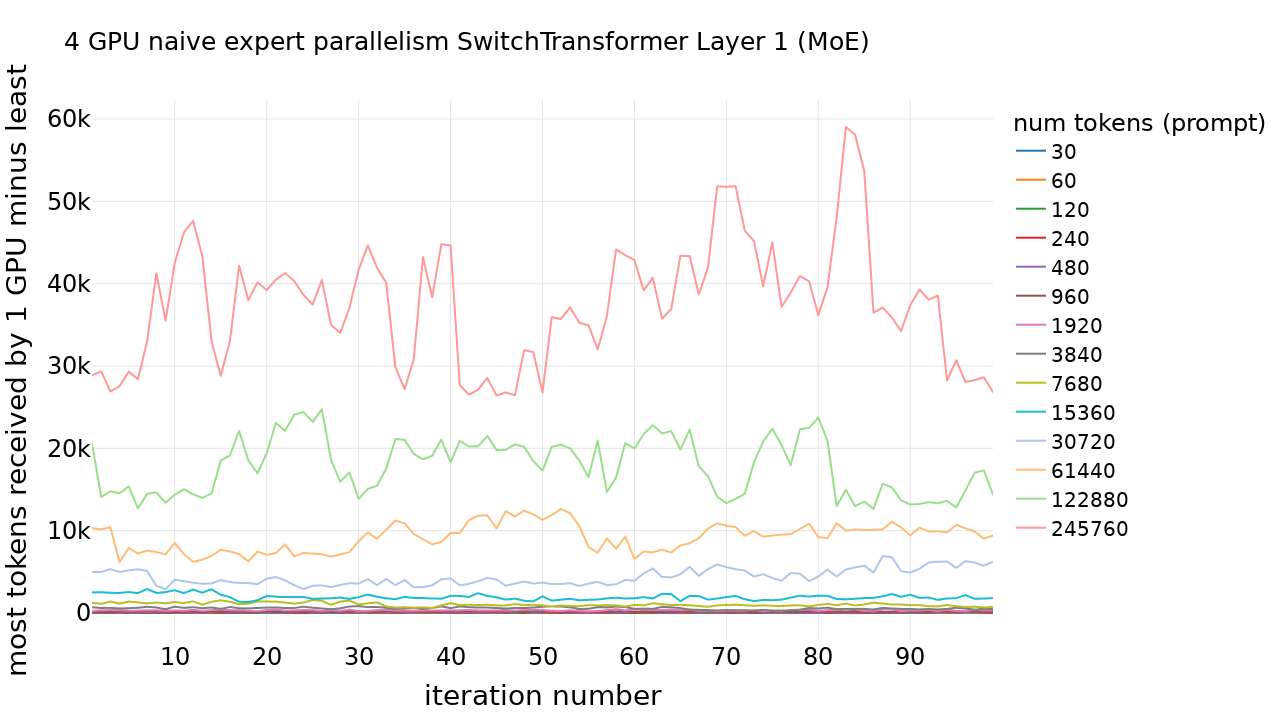 4 GPU naive expert parallelism SwitchTransformer Layer 1 (MoE)
most tokens received by 1 GPU minus least
60k
50k
40k
30k
20k
10k
0
10 20 30 40 50 60 70 80 90
iteration number
num tokens (prompt)
30
60
120
240
480
960
1920
3840
7680
15360
30720
61440
122880
245760